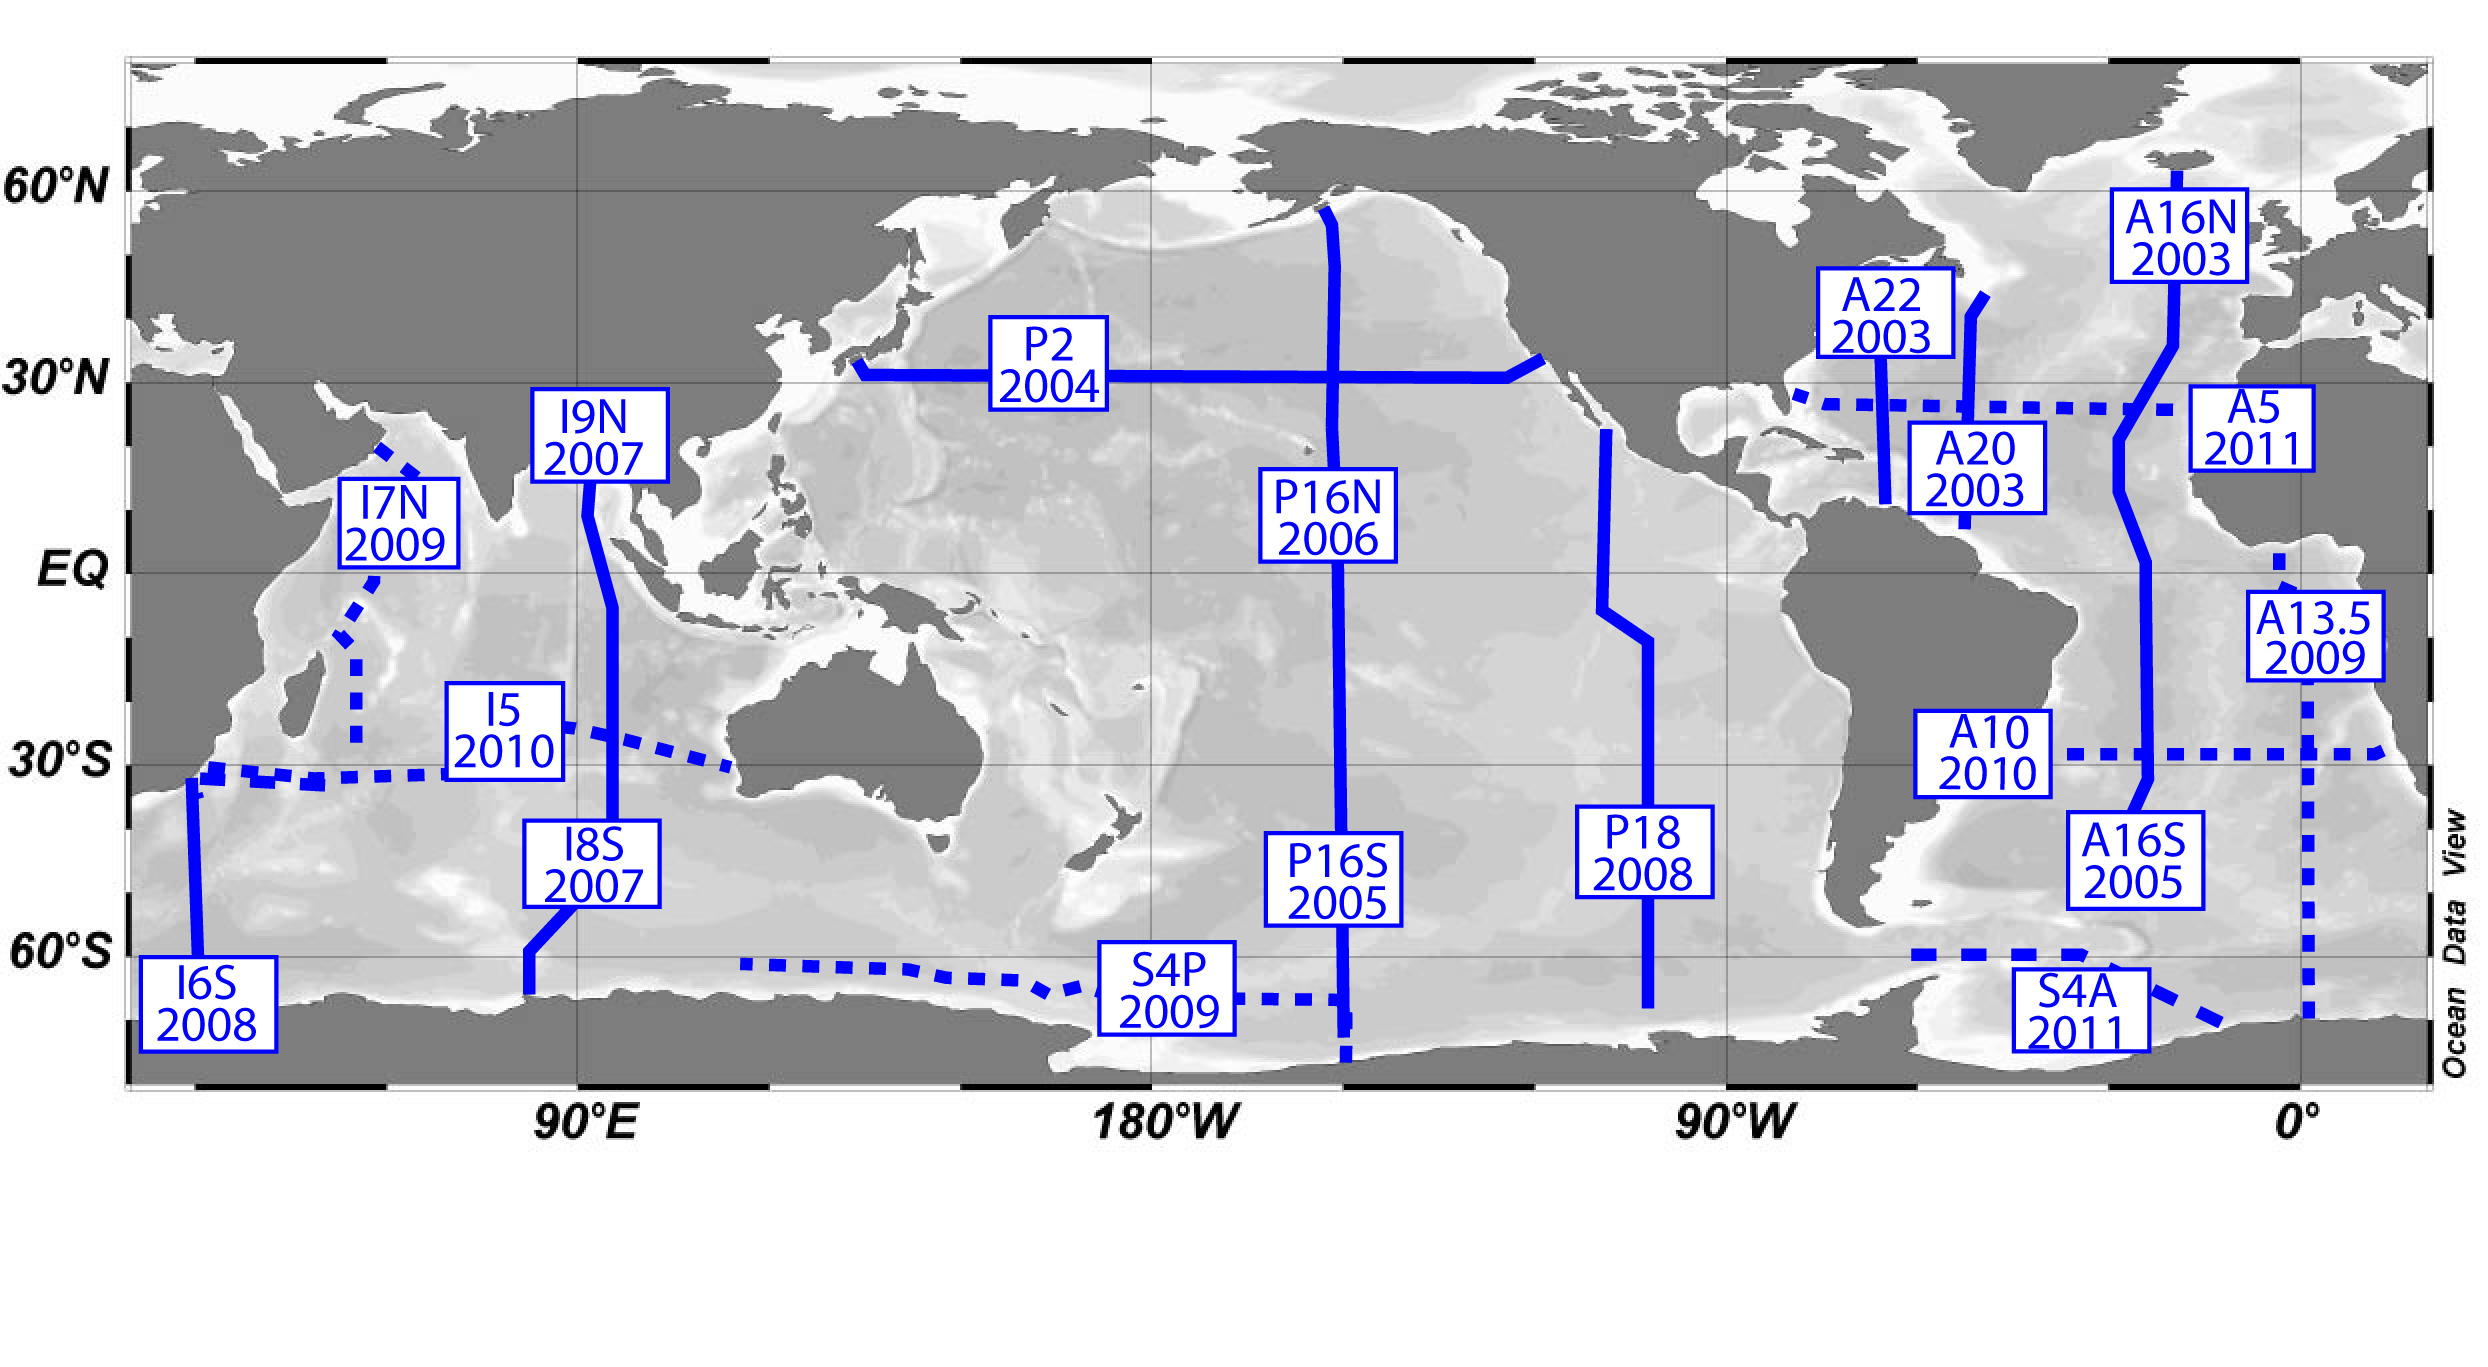 60°N
30°N
EQ
30°S
60°S
A16N
2003
A22
2003
P2
2004
I9N
2007
A5
2011
A20
2003
P16N
2006
I7N
2009
A13.5
2009
I5
2010
A10
2010
P18
2008
A16S
2005
I8S
2007
P16S
2005
S4P
2009
I6S
2008
S4A
2011
90°E
180°W
90°W
0°
Ocean Data View